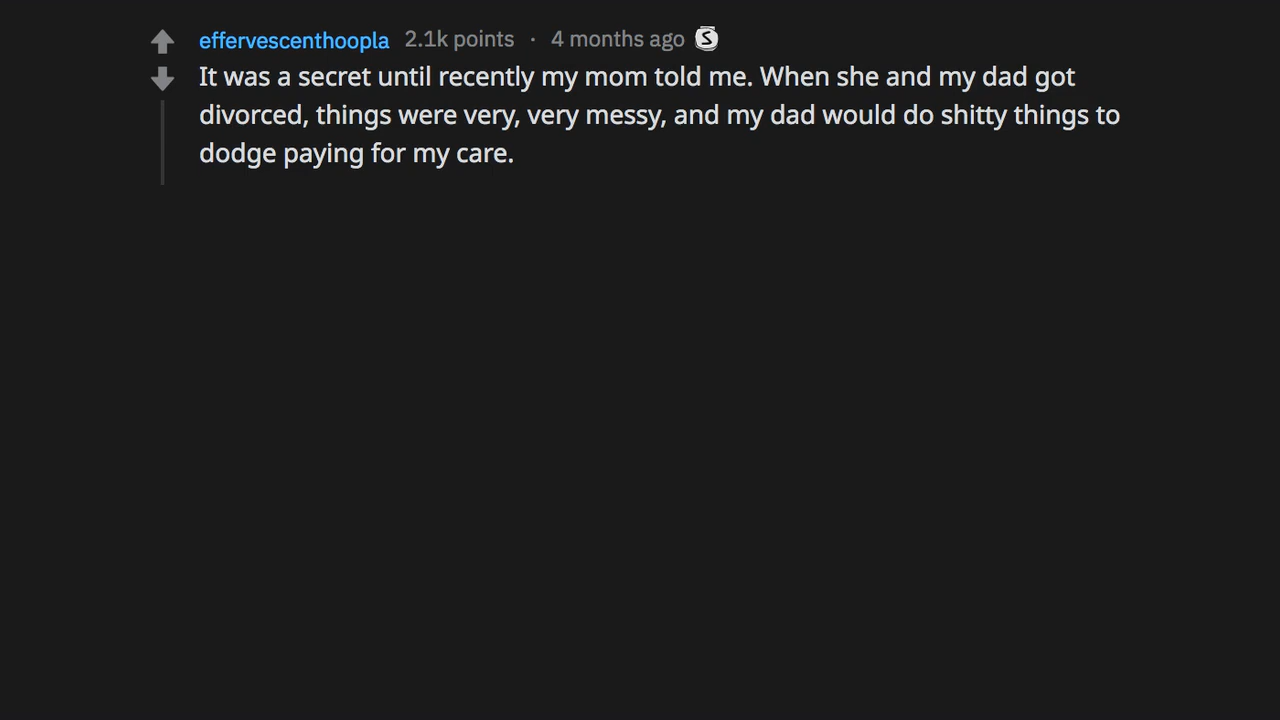 effervescenthoopla 2.1k points · 4 months ago S
It was a secret until recently my mom told me. When she and my dad got
divorced, things were very, very messy, and my dad would do shitty things to
dodge paying for my care.